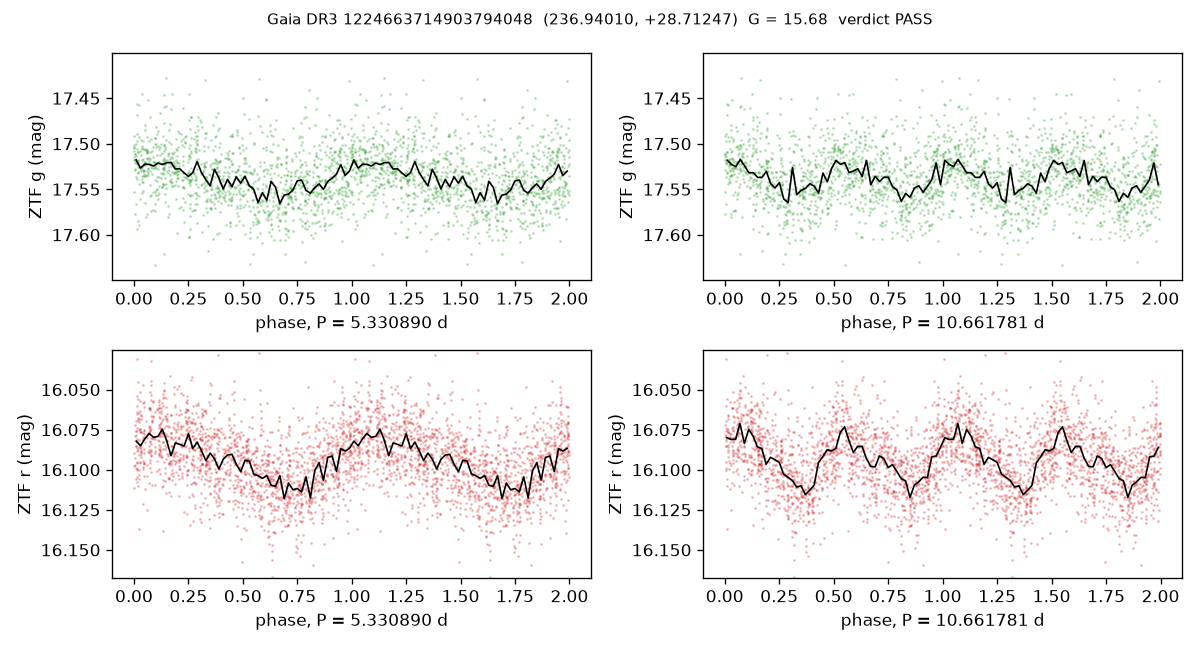 Gaia DR3 1224663714903794048 (236.94010, +28.71247) G = 15.68 verdict PASS
ZTF g (mag)
17.45
17.50
17.55
17.60
0.00 0.25 0.50 0.75 1.00 1.25 1.50 1.75 2.00
phase, P = 5.330890 d
ZTF g (mag)
17.45
17.50
17.55
17.60
0.00 0.25 0.50 0.75 1.00 1.25 1.50 1.75 2.00
phase, P = 10.661781 d
ZTF r (mag)
16.050
16.075
16.100
16.125
16.150
0.00 0.25 0.50 0.75 1.00 1.25 1.50 1.75 2.00
phase, P = 5.330890 d
ZTF r (mag)
16.050
16.075
16.100
16.125
16.150
0.00 0.25 0.50 0.75 1.00 1.25 1.50 1.75 2.00
phase, P = 10.661781 d